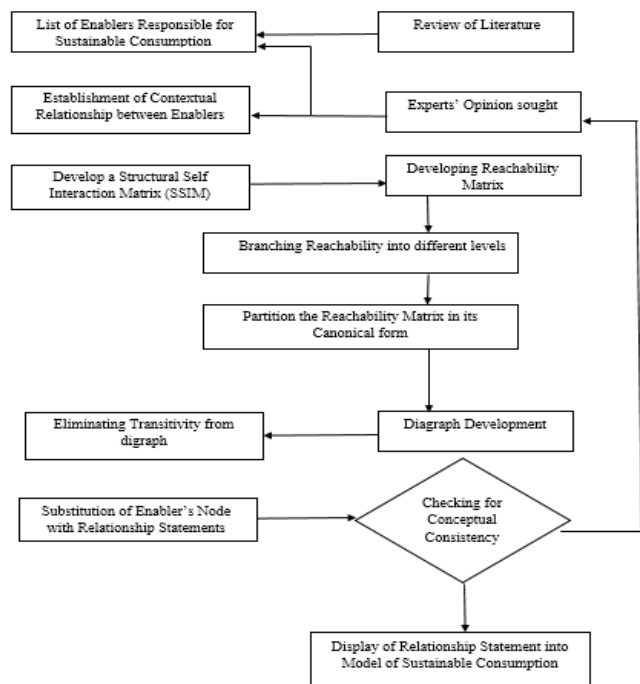 List of Enablers Responsible for
Sustainable Consumption
Review of Literature
Establishment of Contextual
Relationship between Enablers
Experts' Opinion sought
Develop a Structural Self
Interaction Matrix (SSIM)
Developing Reachability
Matrix
Branching Reachability into different levels
Partition the Reachability Matrix in its
Canonical form
Eliminating Transitivity from
digraph
Diagraph Development
Substitution of Enabler's Node
with Relationship Statements
Checking for
Conceptual
Consistency
Display of Relationship Statement into
Model of Sustainable Consumption